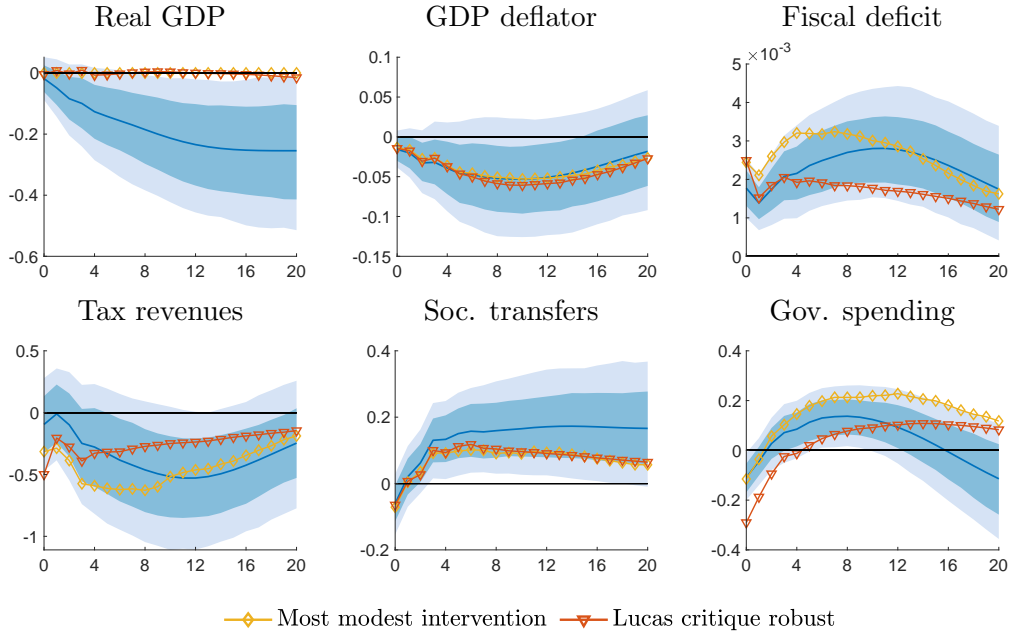 Real GDP
GDP deflator
Fiscal deficit
0
-0.2
-0.4
-0.6
0 4 8 12 16 20
0.1
0.05
0
-0.05
-0.1
-0.15
0 4 8 12 16 20
×10⁻³
5
4
3
2
1
0
0 4 8 12 16 20
Tax revenues
Soc. transfers
Gov. spending
0.5
0
-0.5
-1
0 4 8 12 16 20
0.4
0.2
0
-0.2
0 4 8 12 16 20
0.4
0.2
0
-0.2
-0.4
0 4 8 12 16 20
Most modest intervention Lucas critique robust